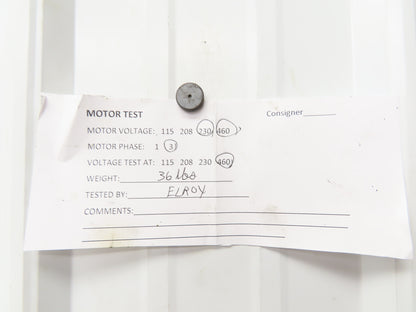 MOTOR TEST Consigner______
MOTOR VOLTAGE: 115 208 230 460
MOTOR PHASE: 1 3
VOLTAGE TEST AT: 115 208 230 460
WEIGHT: 36 lbs
TESTED BY: ELROY
COMMENTS: